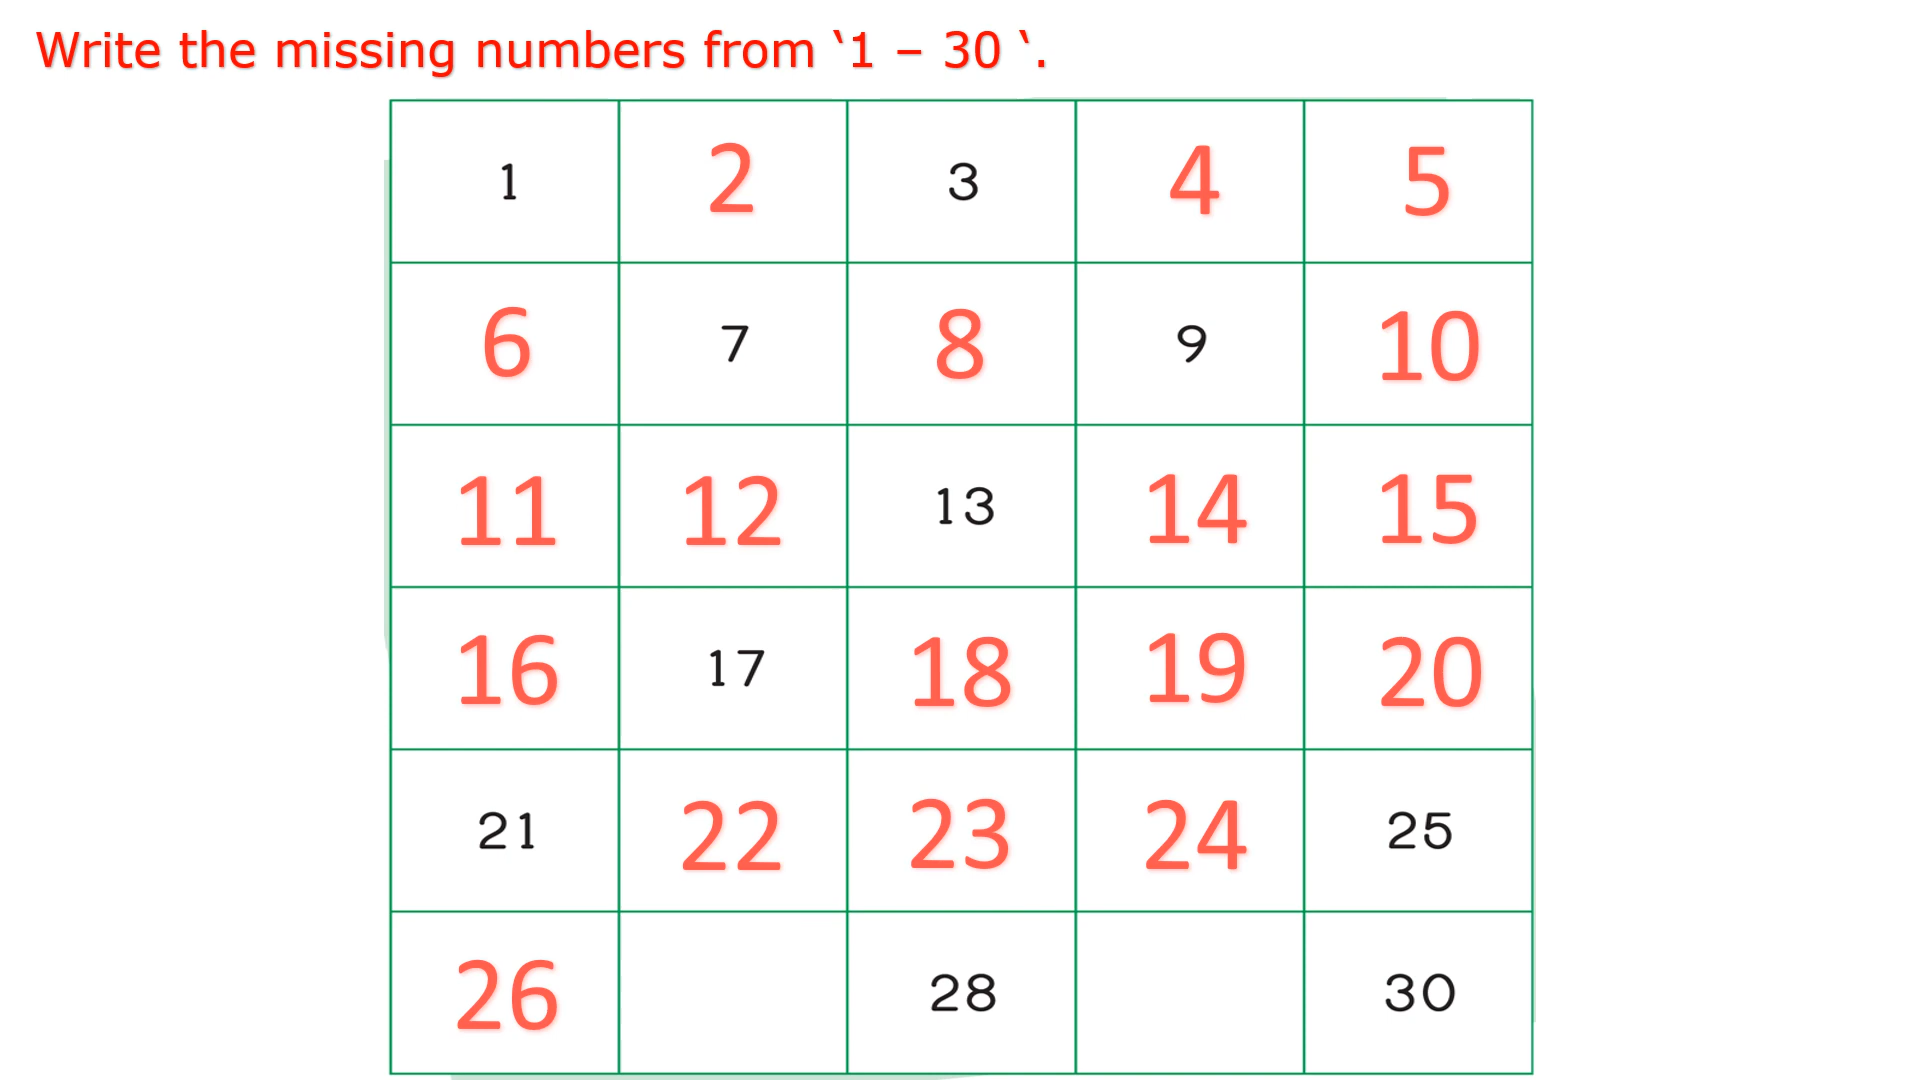 Write the missing numbers from ‘1 – 30 ‘.
1 2 3 4 5
6 7 8 9 10
11 12 13 14 15
16 17 18 19 20
21 22 23 24 25
26 28 30